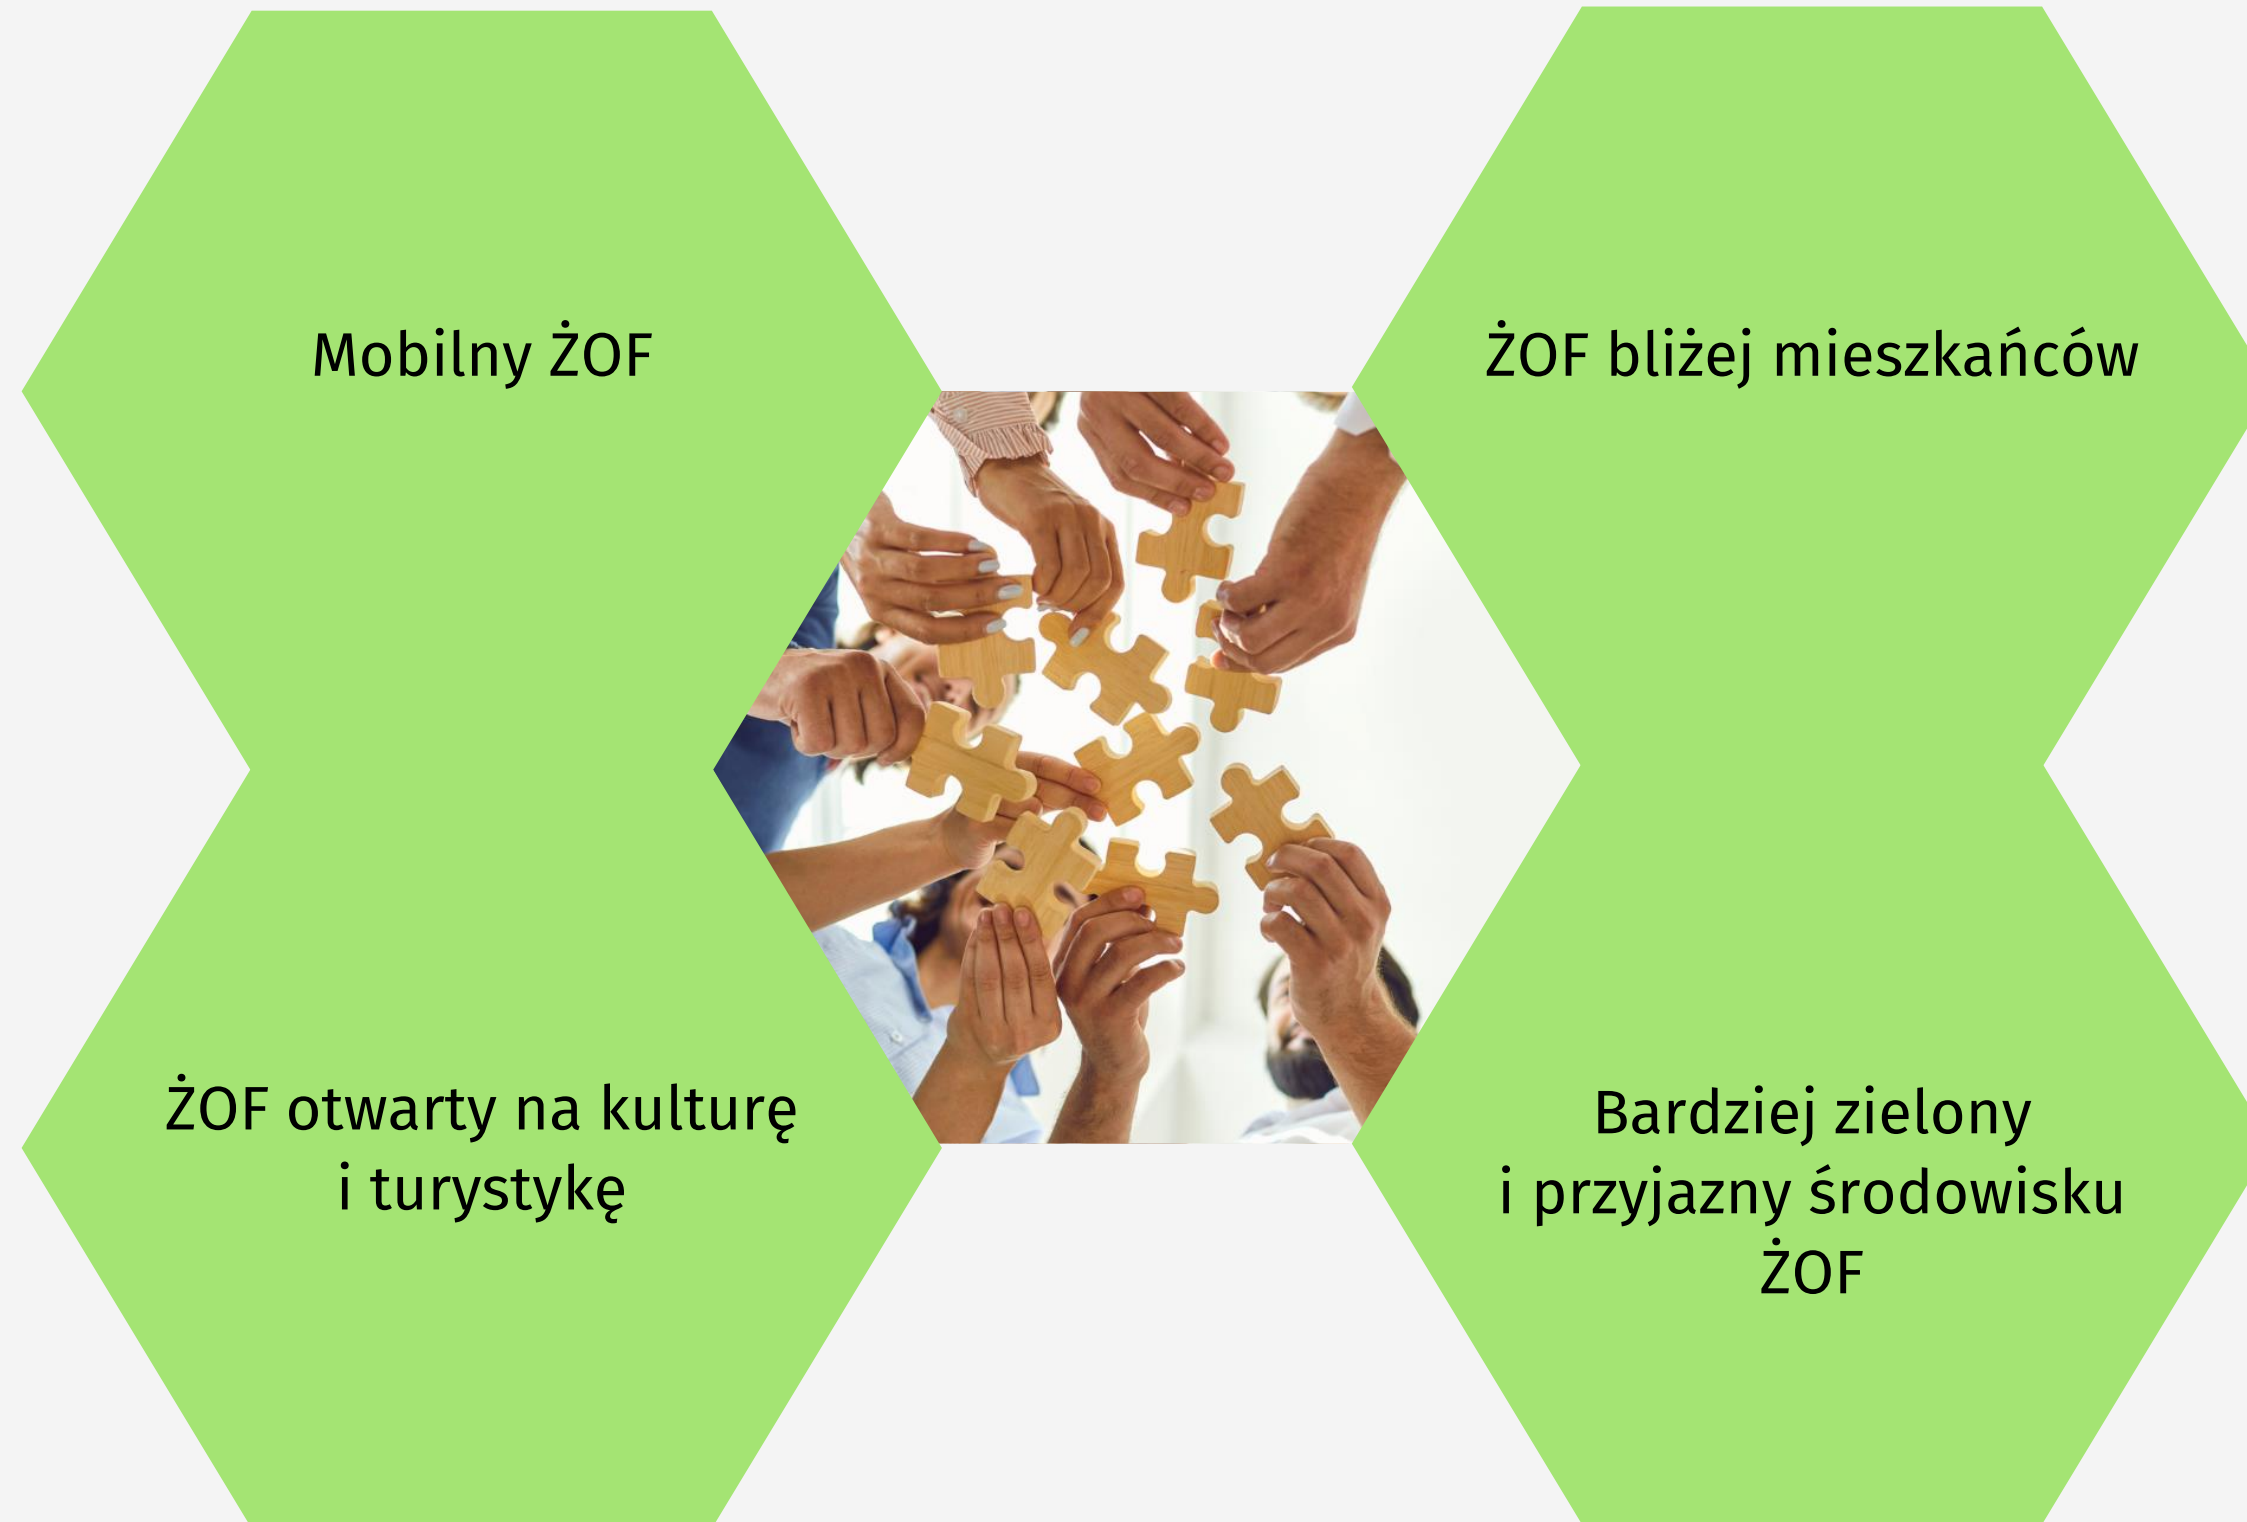 Mobilny ŻOF
ŻOF bliżej mieszkańców
ŻOF otwarty na kulturę
i turystykę
Bardziej zielony
i przyjazny środowisku
ŻOF